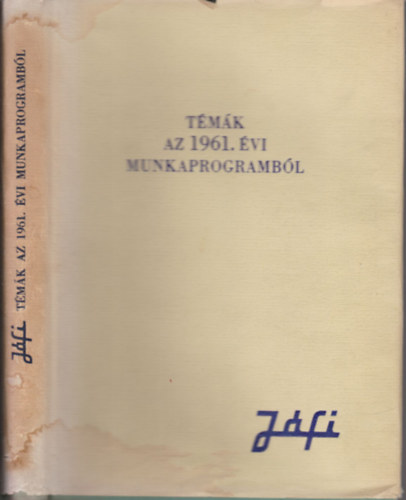 TÉMÁK
AZ 1961. ÉVI
MUNKAPROGRAMBÓL
Jáfi
Jáfi TÉMÁK AZ 1961. ÉVI MUNKAPROGRAMBÓL